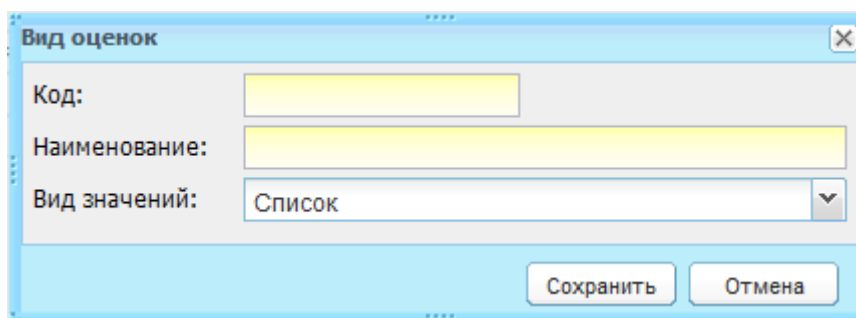 Вид оценок
Код:
Наименование:
Вид значений: Список
Сохранить Отмена